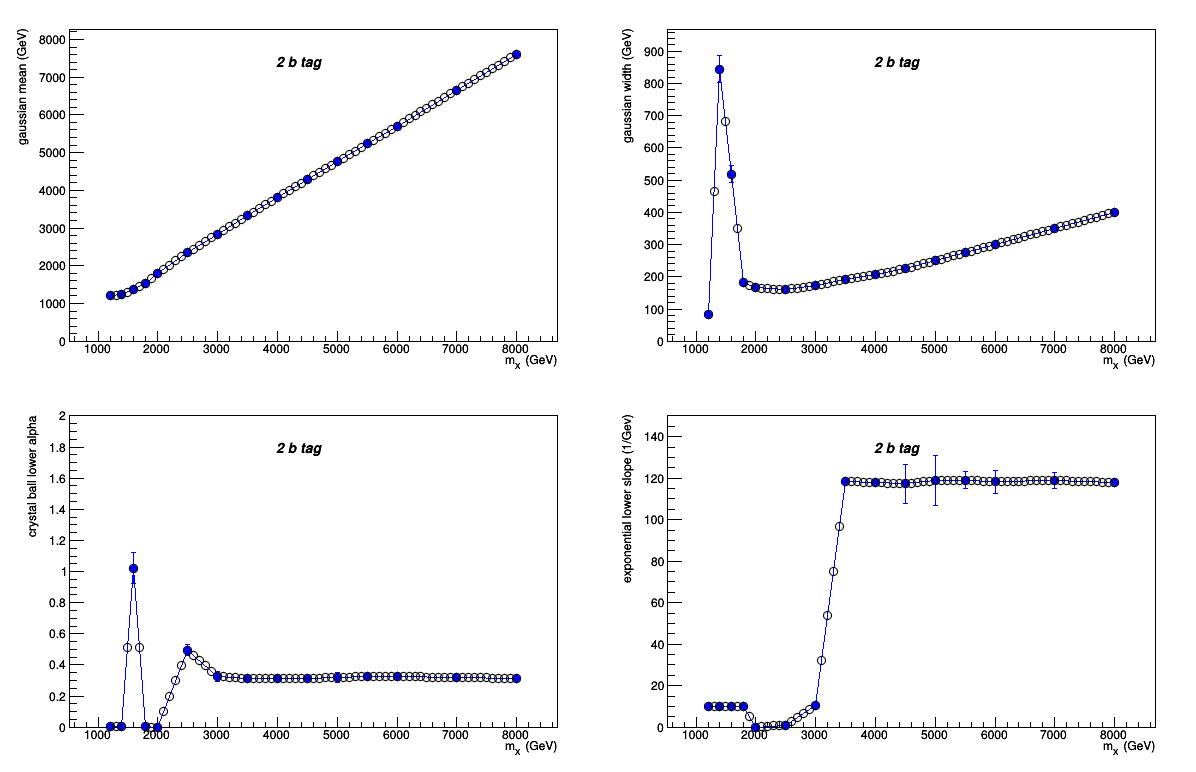 gaussian mean (GeV)
2 b tag
8000
7000
6000
5000
4000
3000
2000
1000
0
1000 2000 3000 4000 5000 6000 7000 8000
mx (GeV)
gaussian width (GeV)
2 b tag
900
800
700
600
500
400
300
200
100
0
1000 2000 3000 4000 5000 6000 7000 8000
mx (GeV)
crystal ball lower alpha
2 b tag
2
1.8
1.6
1.4
1.2
1
0.8
0.6
0.4
0.2
0
1000 2000 3000 4000 5000 6000 7000 8000
mx (GeV)
exponential lower slope (1/Gev)
2 b tag
140
120
100
80
60
40
20
0
1000 2000 3000 4000 5000 6000 7000 8000
mx (GeV)